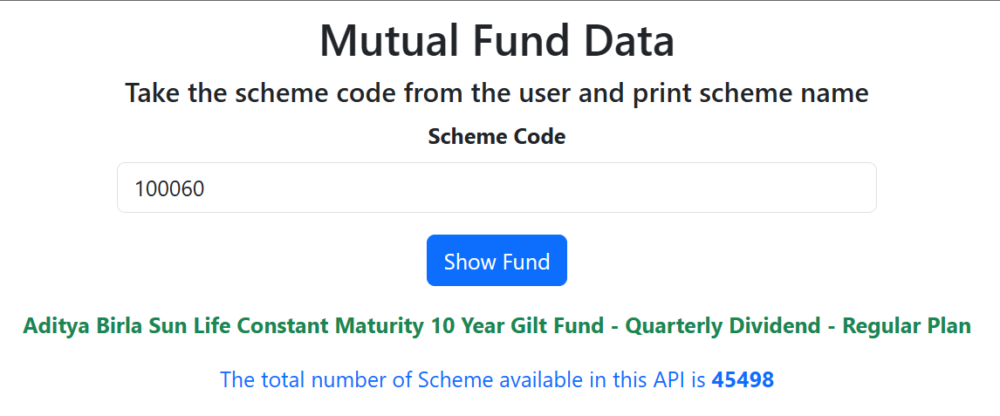 Mutual Fund Data
Take the scheme code from the user and print scheme name
Scheme Code
100060
Show Fund
Aditya Birla Sun Life Constant Maturity 10 Year Gilt Fund - Quarterly Dividend - Regular Plan
The total number of Scheme available in this API is 45498